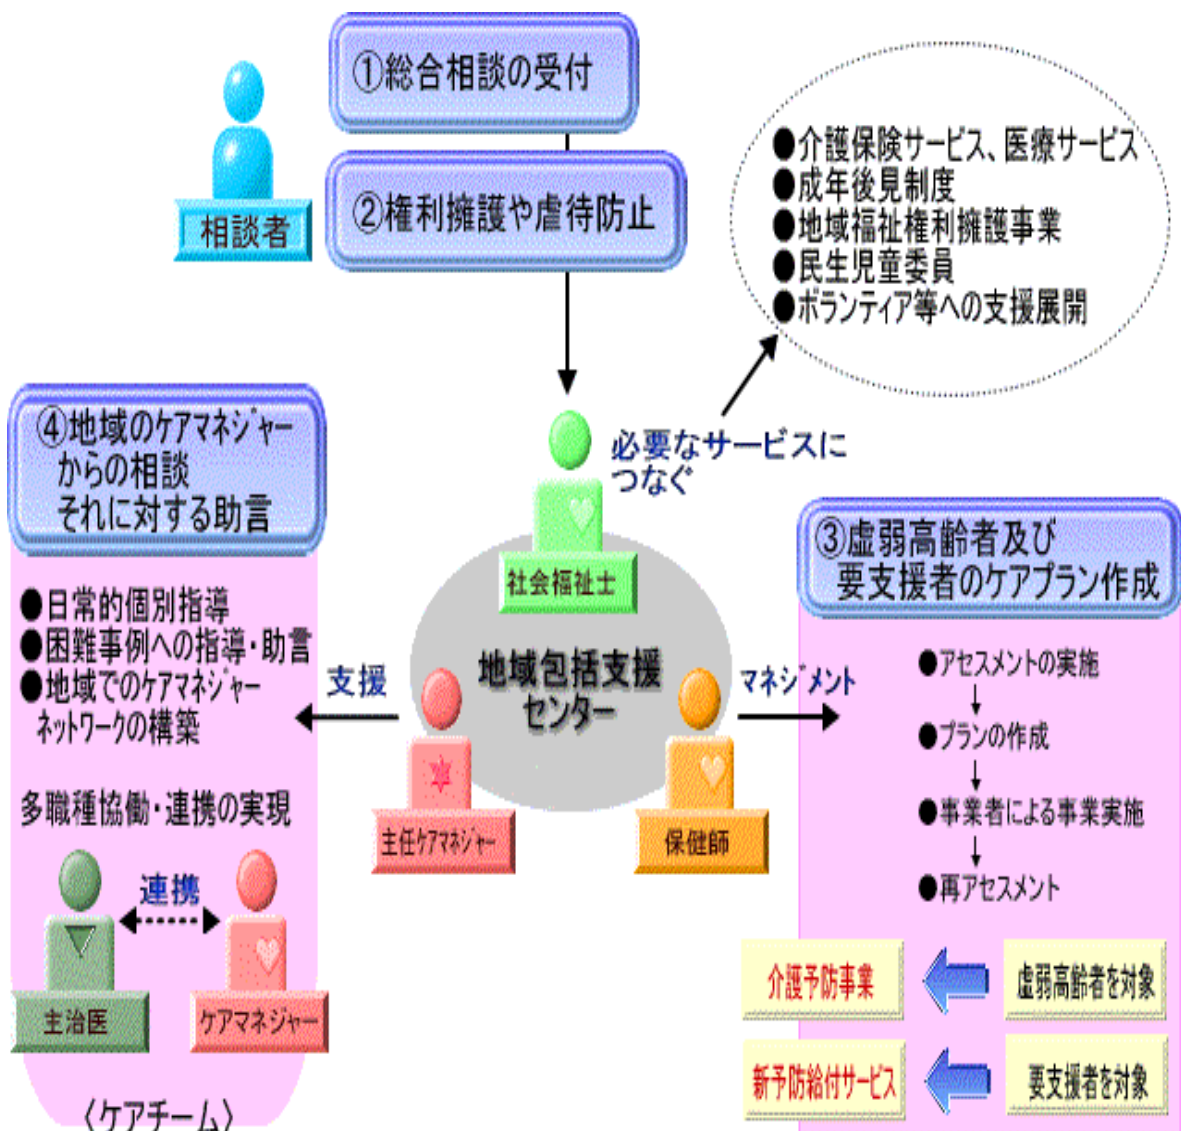 ①総合相談の受付
②権利擁護や虐待防止
相談者
●介護保険サービス、医療サービス
●成年後見制度
●地域福祉権利擁護事業
●民生児童委員
●ボランティア等への支援展開
必要なサービスに
つなぐ
社会福祉士
地域包括支援
センター
主任ケアマネジャー
保健師
支援
マネジメント
④地域のケアマネジャー
からの相談
それに対する助言
●日常的個別指導
●困難事例への指導・助言
●地域でのケアマネジャー
ネットワークの構築
多職種協働・連携の実現
連携
主治医
ケアマネジャー
〈ケアチーム〉
③虚弱高齢者及び
要支援者のケアプラン作成
●アセスメントの実施
●プランの作成
●事業者による事業実施
●再アセスメント
介護予防事業
虚弱高齢者を対象
新予防給付サービス
要支援者を対象